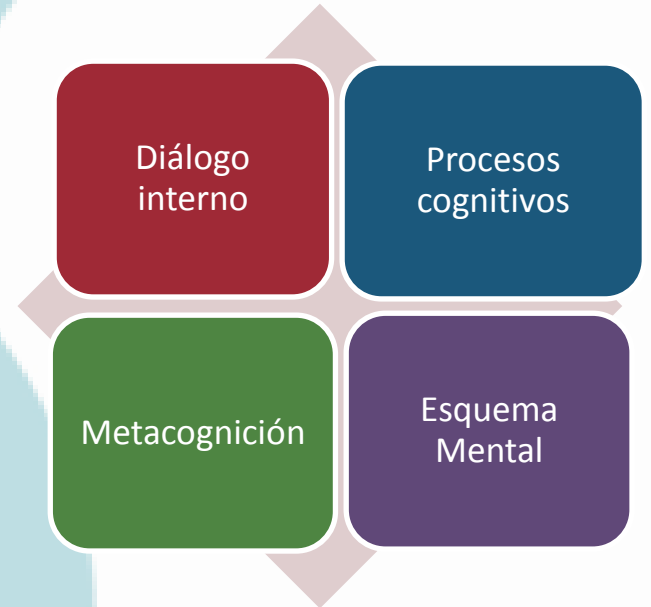 Diálogo
interno
Procesos
cognitivos
Metacognición
Esquema
Mental